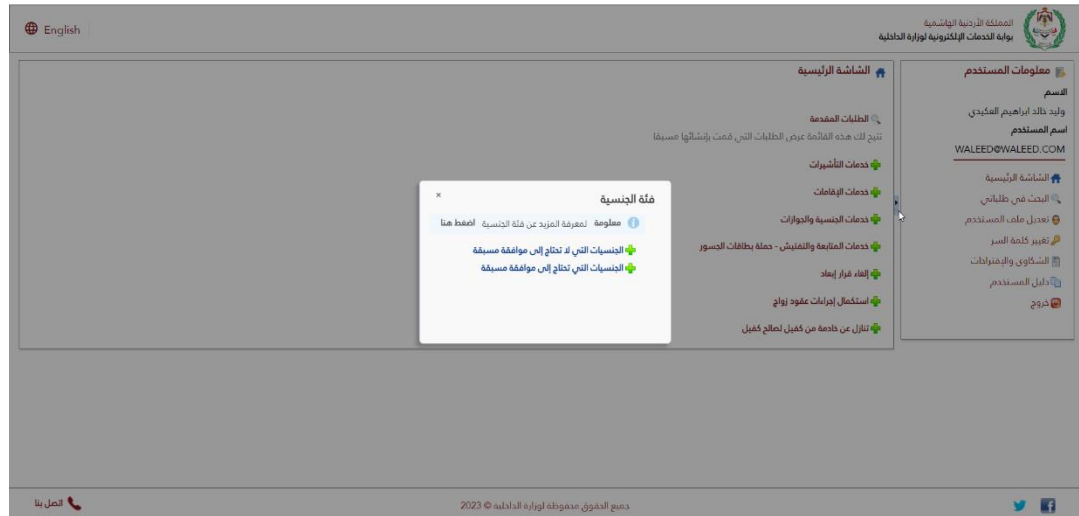 المملكة الأردنية الهاشمية
بوابة الخدمات الإلكترونية لوزارة الداخلية
English
معلومات المستخدم
الاسم
وليد خالد ابراهيم العكيدي
اسم المستخدم
WALEED@WALEED.COM
الشاشة الرئيسية
البحث في طلباتي
تعديل ملف المستخدم
تغيير كلمة السر
الشكاوى والإقتراحات
دليل المستخدم
خروج
الشاشة الرئيسية
الطلبات المقدمة
تتيح لك هذه القائمة عرض الطلبات التي قمت بإنشائها مسبقا
خدمات التأشيرات
خدمات الإقامات
خدمات الجنسية والجوازات
خدمات المتابعة والتفتيش - حملة بطاقات الجسور
إلغاء قرار إبعاد
استكمال إجراءات عقود زواج
تنازل عن خادمة من كفيل لصالح كفيل
فئة الجنسية
×
معلومة لمعرفة المزيد عن فئة الجنسية اضغط هنا
الجنسيات التي لا تحتاج إلى موافقة مسبقة
الجنسيات التي تحتاج إلى موافقة مسبقة
جميع الحقوق محفوظة لوزارة الداخلية © 2023
اتصل بنا